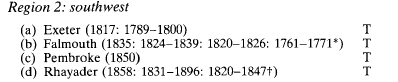 Region 2: southwest
(a) Exeter (1817: 1789–1800) T
(b) Falmouth (1835: 1824–1839: 1820–1826: 1761–1771*) T
(c) Pembroke (1850) T
(d) Rhayader (1858: 1831–1896: 1820–1847†) T